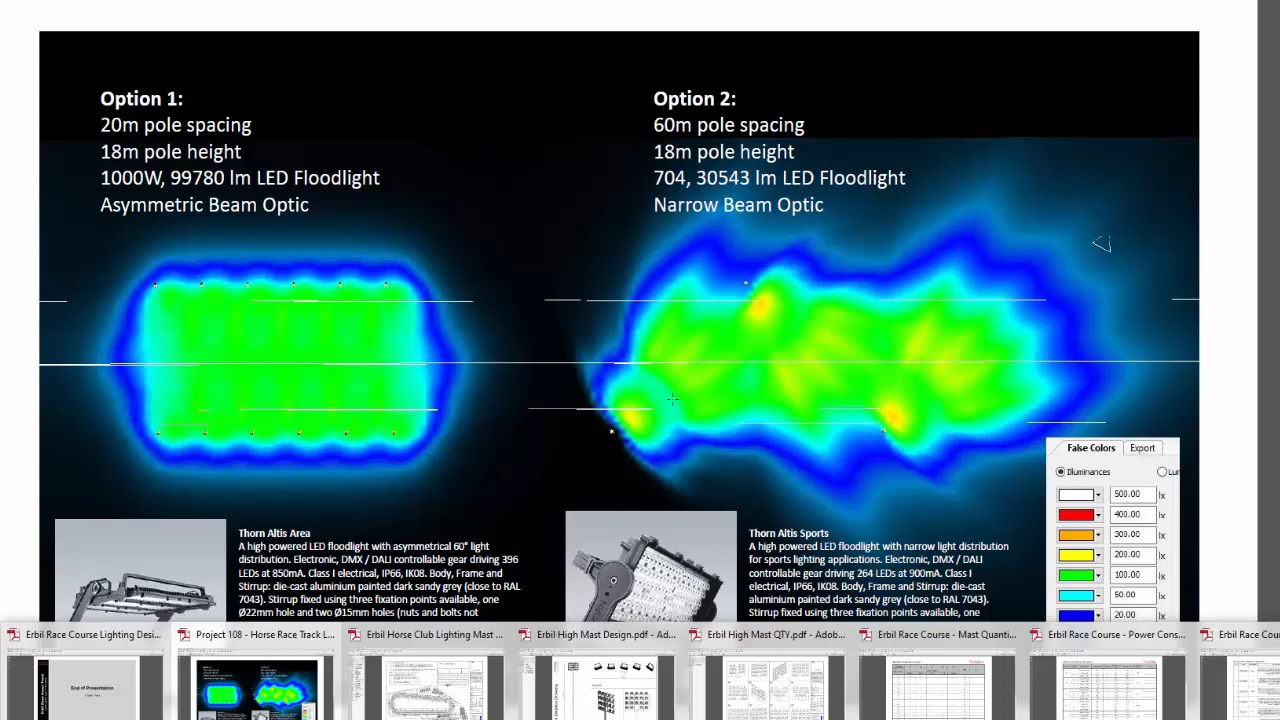 Option 1:
20m pole spacing
18m pole height
1000W, 99780 lm LED Floodlight
Asymmetric Beam Optic
Option 2:
60m pole spacing
18m pole height
704, 30543 lm LED Floodlight
Narrow Beam Optic
Thorn Altis Area
A high powered LED floodlight with asymmetrical 60° light
distribution. Electronic, DMX / DALI controllable gear driving 396
LEDs at 850mA. Class I electrical, IP66, IK08. Body, Frame and
Stirrup: die-cast aluminium painted dark sandy grey (close to RAL
7043). Stirrup fixed using three fixation points available, one
Ø22mm hole and two Ø15mm holes (nuts and bolts not
Thorn Altis Sports
A high powered LED floodlight with narrow light distribution
for sports lighting applications. Electronic, DMX / DALI
controllable gear driving 264 LEDs at 900mA. Class I
electrical, IP66, IK08. Body, Frame and Stirrup: die-cast
aluminium painted dark sandy grey (close to RAL 7043).
Stirrup fixed using three fixation points available, one
False Colors Export
Illuminances Lu
500.00 lx
400.00 lx
300.00 lx
200.00 lx
100.00 lx
50.00 lx
20.00 lx
Erbil Race Course Lighting Desi...
Project 108 - Horse Race Track L...
Erbil Horse Club Lighting Mast ...
Erbil High Mast Design.pdf - Ad...
Erbil High Mast QTY.pdf - Adob...
Erbil Race Course - Mast Quanti...
Erbil Race Course - Power Cons...
Erbil Race Cou
End of Presentation